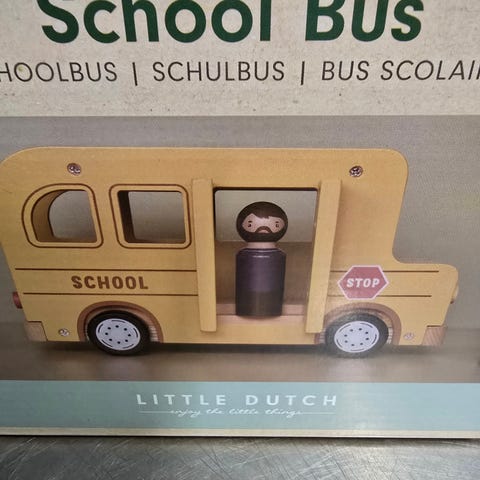 School Bus
HOOLBUS | SCHULBUS | BUS SCOLAI
SCHOOL
STOP
LITTLE DUTCH
enjoy the little things